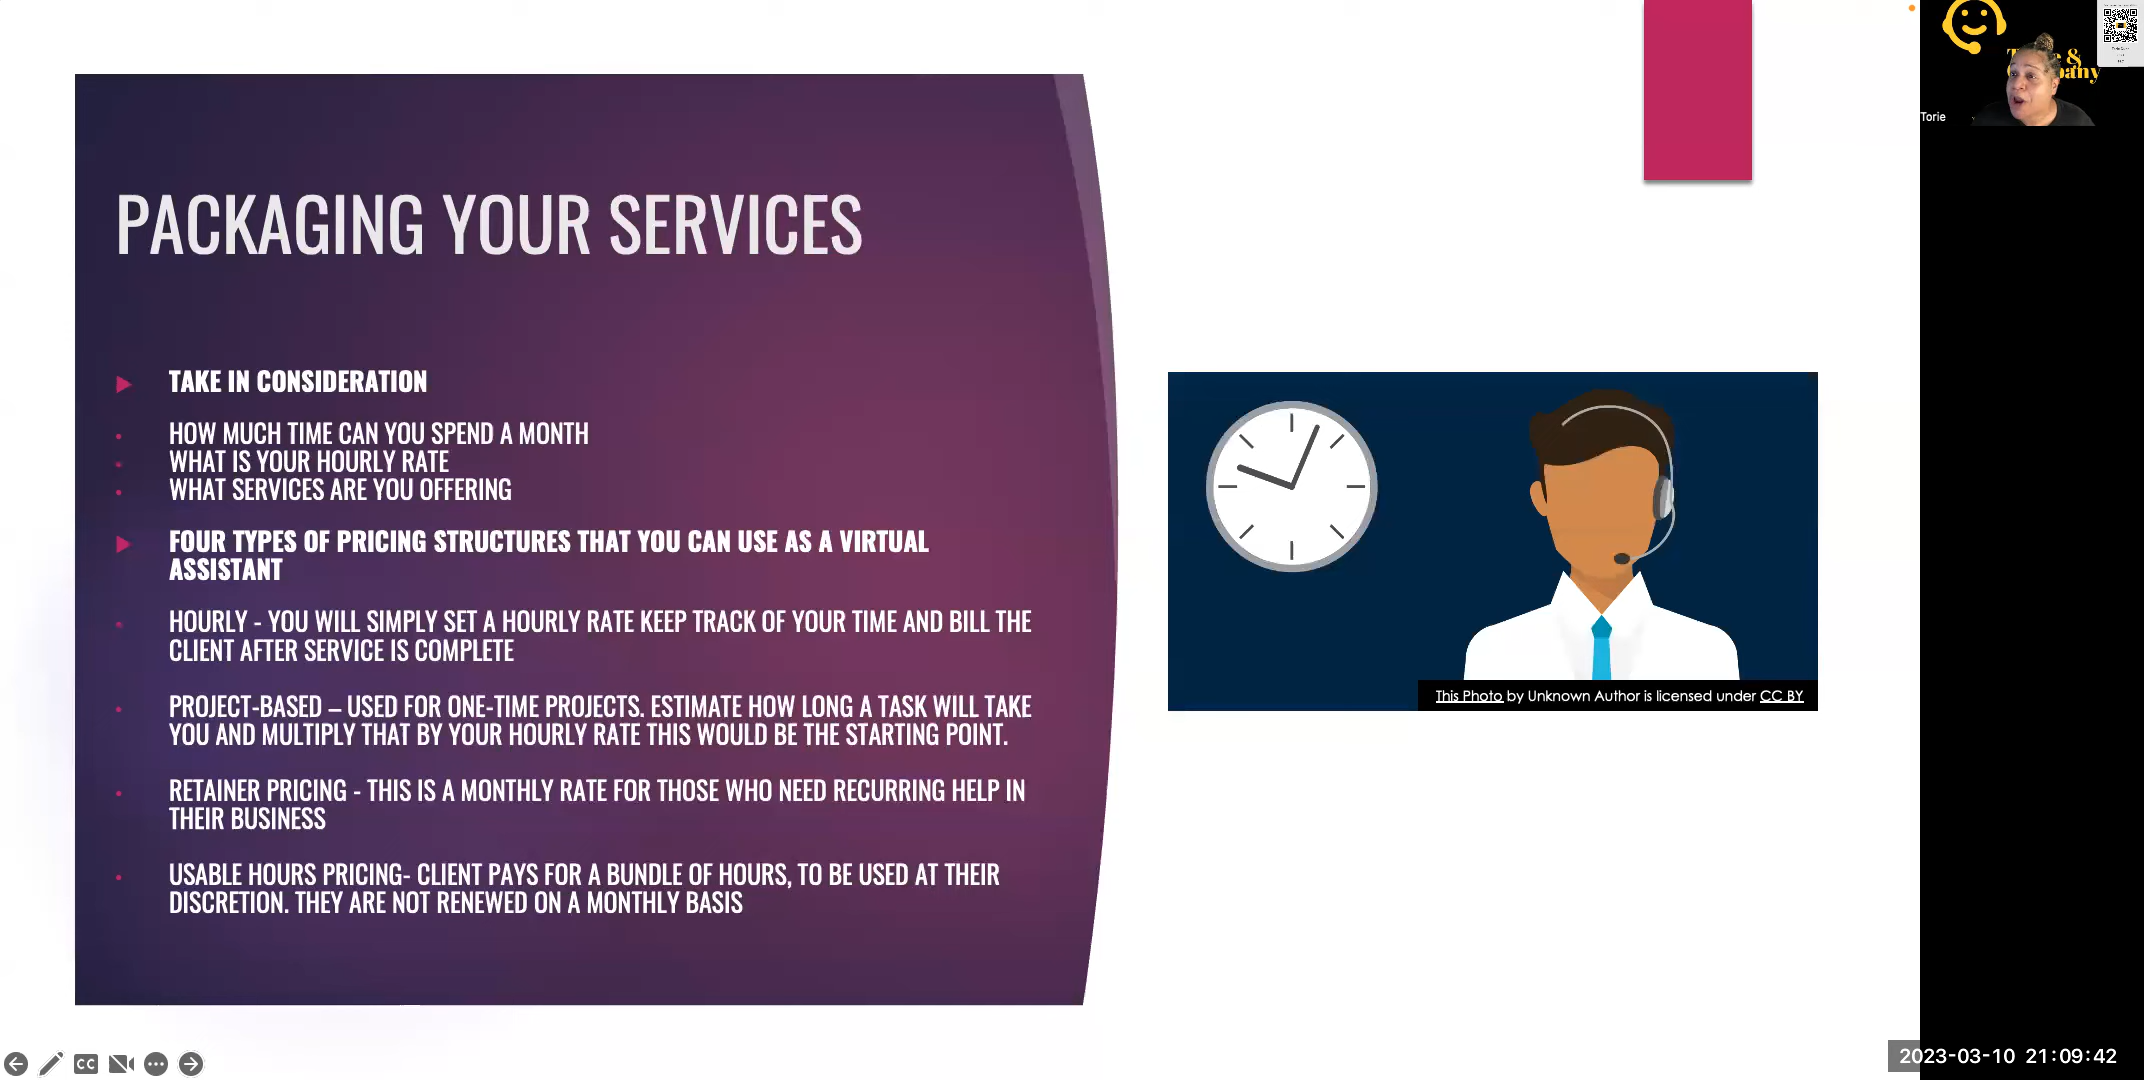 PACKAGING YOUR SERVICES
TAKE IN CONSIDERATION
HOW MUCH TIME CAN YOU SPEND A MONTH
WHAT IS YOUR HOURLY RATE
WHAT SERVICES ARE YOU OFFERING
FOUR TYPES OF PRICING STRUCTURES THAT YOU CAN USE AS A VIRTUAL
ASSISTANT
HOURLY - YOU WILL SIMPLY SET A HOURLY RATE KEEP TRACK OF YOUR TIME AND BILL THE
CLIENT AFTER SERVICE IS COMPLETE
PROJECT-BASED – USED FOR ONE-TIME PROJECTS. ESTIMATE HOW LONG A TASK WILL TAKE
YOU AND MULTIPLY THAT BY YOUR HOURLY RATE THIS WOULD BE THE STARTING POINT.
RETAINER PRICING - THIS IS A MONTHLY RATE FOR THOSE WHO NEED RECURRING HELP IN
THEIR BUSINESS
USABLE HOURS PRICING- CLIENT PAYS FOR A BUNDLE OF HOURS, TO BE USED AT THEIR
DISCRETION. THEY ARE NOT RENEWED ON A MONTHLY BASIS
This Photo by Unknown Author is licensed under CC BY
&
Torie
CC
2023-03-10 21:09:42